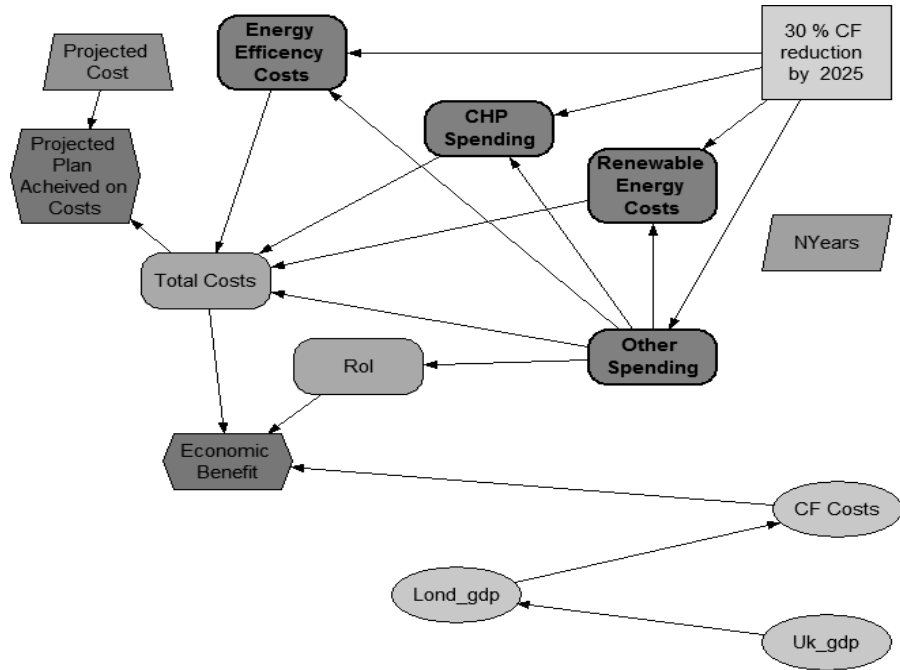 Projected
Cost
Energy
Efficency
Costs
30 % CF
reduction
by 2025
CHP
Spending
Projected
Plan
Acheived on
Costs
Renewable
Energy
Costs
NYears
Total Costs
Other
Spending
RoI
Economic
Benefit
CF Costs
Lond_gdp
Uk_gdp